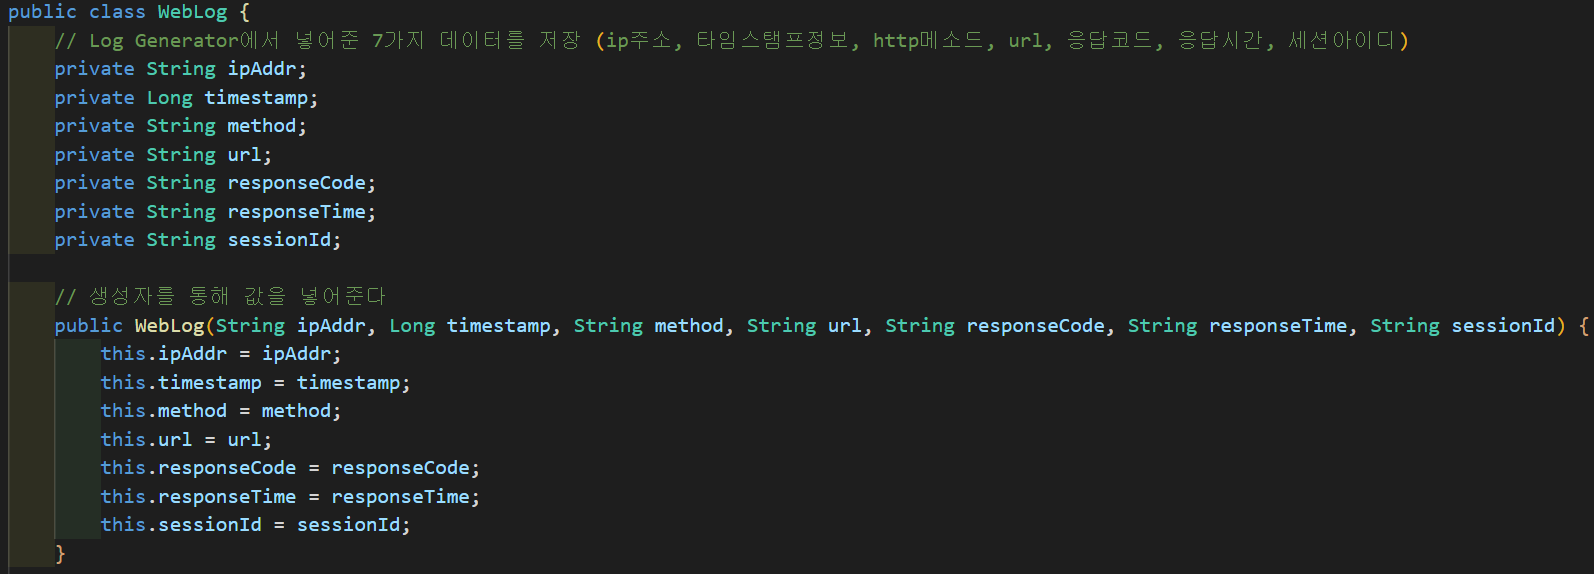 public class WebLog {
// Log Generator에서 넣어준 7가지 데이터를 저장 (ip주소, 타임스탬프정보, http메소드, url, 응답코드, 응답시간, 세션아이디)
private String ipAddr;
private Long timestamp;
private String method;
private String url;
private String responseCode;
private String responseTime;
private String sessionId;
// 생성자를 통해 값을 넣어준다
public WebLog(String ipAddr, Long timestamp, String method, String url, String responseCode, String responseTime, String sessionId) {
this.ipAddr = ipAddr;
this.timestamp = timestamp;
this.method = method;
this.url = url;
this.responseCode = responseCode;
this.responseTime = responseTime;
this.sessionId = sessionId;
}